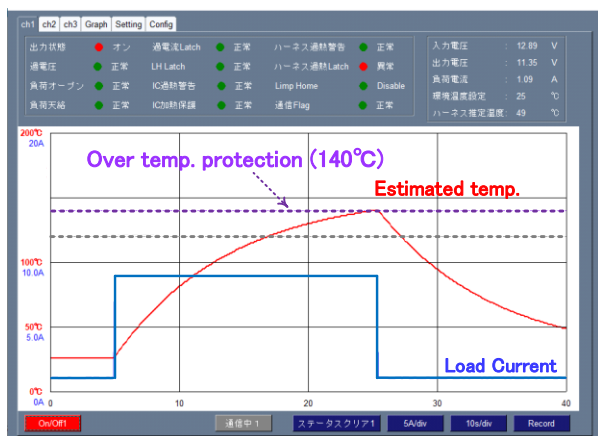 ch1 ch2 ch3 Graph Setting Config
出力状態 オン 過電流Latch 正常 ハーネス過熱警告 正常 入力電圧 : 12.89 V
過電圧 正常 LH Latch 正常 ハーネス過熱Latch 異常 出力電圧 : 11.35 V
負荷オープン 正常 IC過熱警告 正常 Limp Home Disable 負荷電流 : 1.09 A
負荷天絡 正常 IC加熱保護 正常 通信Flag 正常 環境温度設定 : 25 ℃
ハーネス推定温度: 49 ℃
200℃
20A
Over temp. protection (140℃)
Estimated temp.
100℃
10.0A
50℃
5.0A
Load Current
0℃
0A 0 10 20 30 40
On/Off1 通信中 1 ステータスクリア1 5A/div 10s/div Record